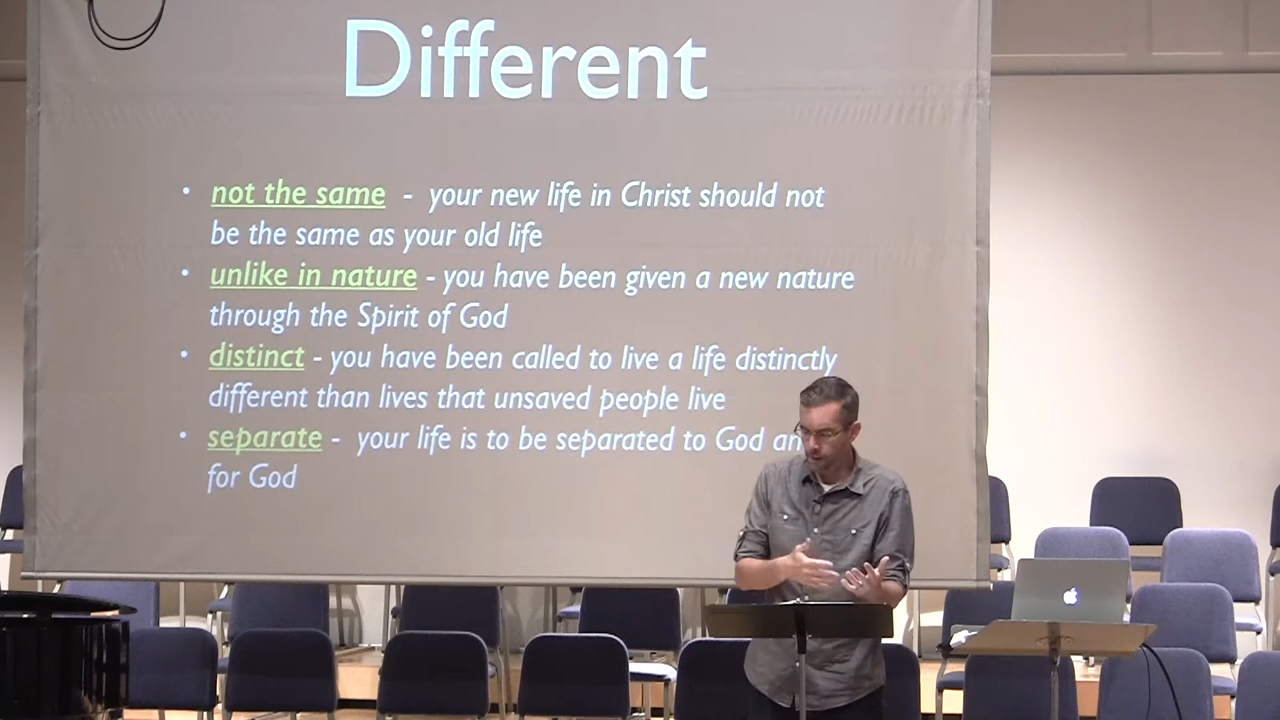 Different
• not the same - your new life in Christ should not
be the same as your old life
• unlike in nature - you have been given a new nature
through the Spirit of God
• distinct - you have been called to live a life distinctly
different than lives that unsaved people live
• separate - your life is to be separated to God an
for God